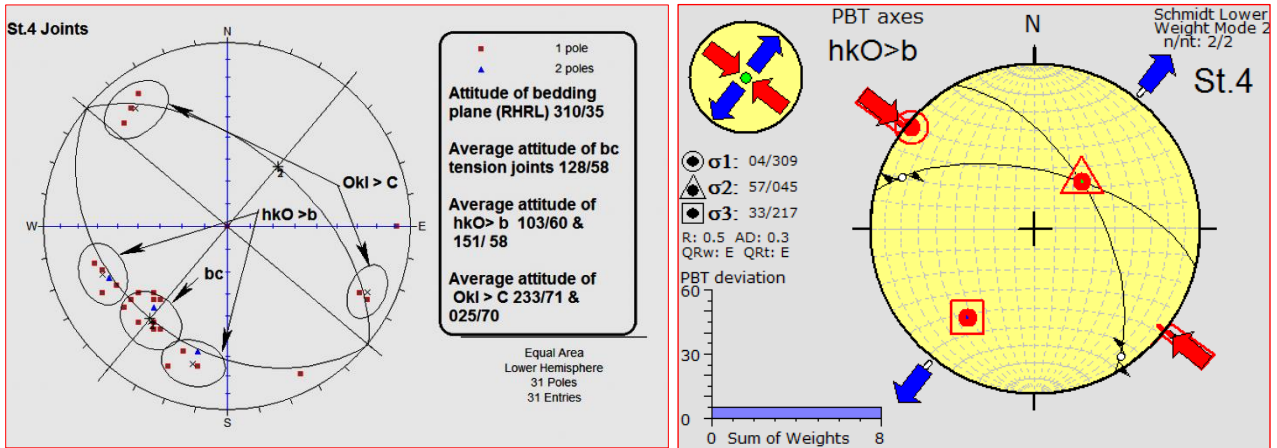 St.4 Joints
N
W
E
S
2
Okl > C
hkO >b
bc
1 pole
2 poles
Attitude of bedding
plane (RHRL) 310/35
Average attitude of bc
tension joints 128/58
Average attitude of
hkO> b 103/60 &
151/ 58
Average attitude of
Okl > C 233/71 &
025/70
Equal Area
Lower Hemisphere
31 Poles
31 Entries
PBT axes
hkO>b
N
Schmidt Lower
Weight Mode 2
n/nt: 2/2
St.4
σ1: 04/309
σ2: 57/045
σ3: 33/217
R: 0.5 AD: 0.3
QRw: E QRt: E
PBT deviation
60
30
0
0 Sum of Weights 8